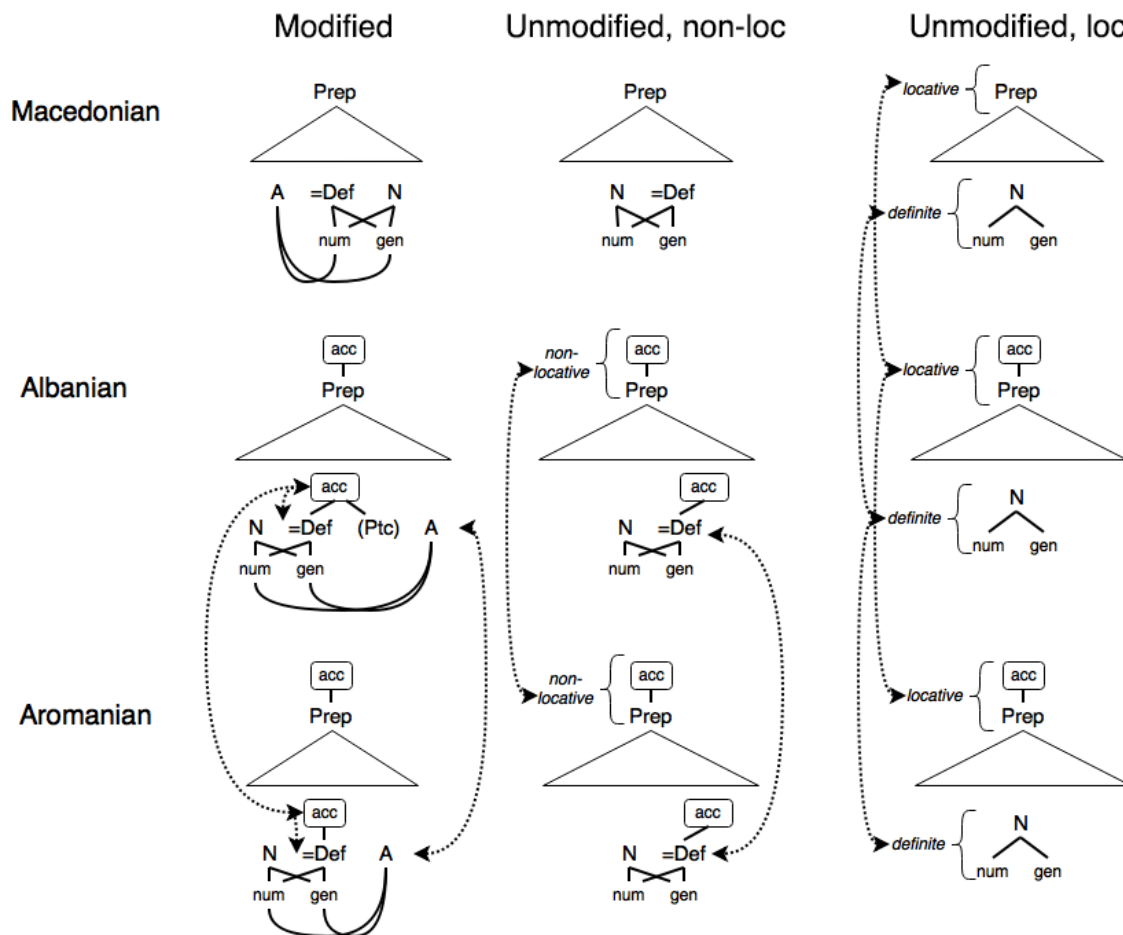 Modified Unmodified, non-loc Unmodified, loc
Macedonian
Prep Prep locative Prep
A =Def N N =Def definite N
num gen num gen num gen
Albanian
acc non-locative acc locative acc
Prep Prep Prep
acc acc
N =Def (Ptc) A N =Def definite N
num gen num gen num gen
Aromanian
acc non-locative acc locative acc
Prep Prep Prep
acc acc
N =Def A N =Def definite N
num gen num gen num gen